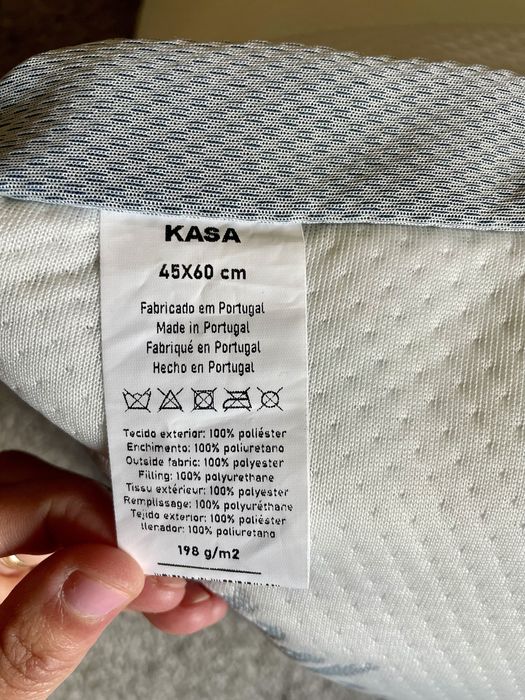 KASA
45X60 cm
Fabricado em Portugal
Made in Portugal
Fabriqué en Portugal
Hecho en Portugal
Tecido exterior: 100% poliéster
Enchimento: 100% poliuretano
Outside fabric: 100% polyester
Filling: 100% polyurethane
Tissu extérieur: 100% polyester
Remplissage: 100% polyuréthane
Tejido exterior: 100% poliéster
llenador: 100% poliuretano
198 g/m2